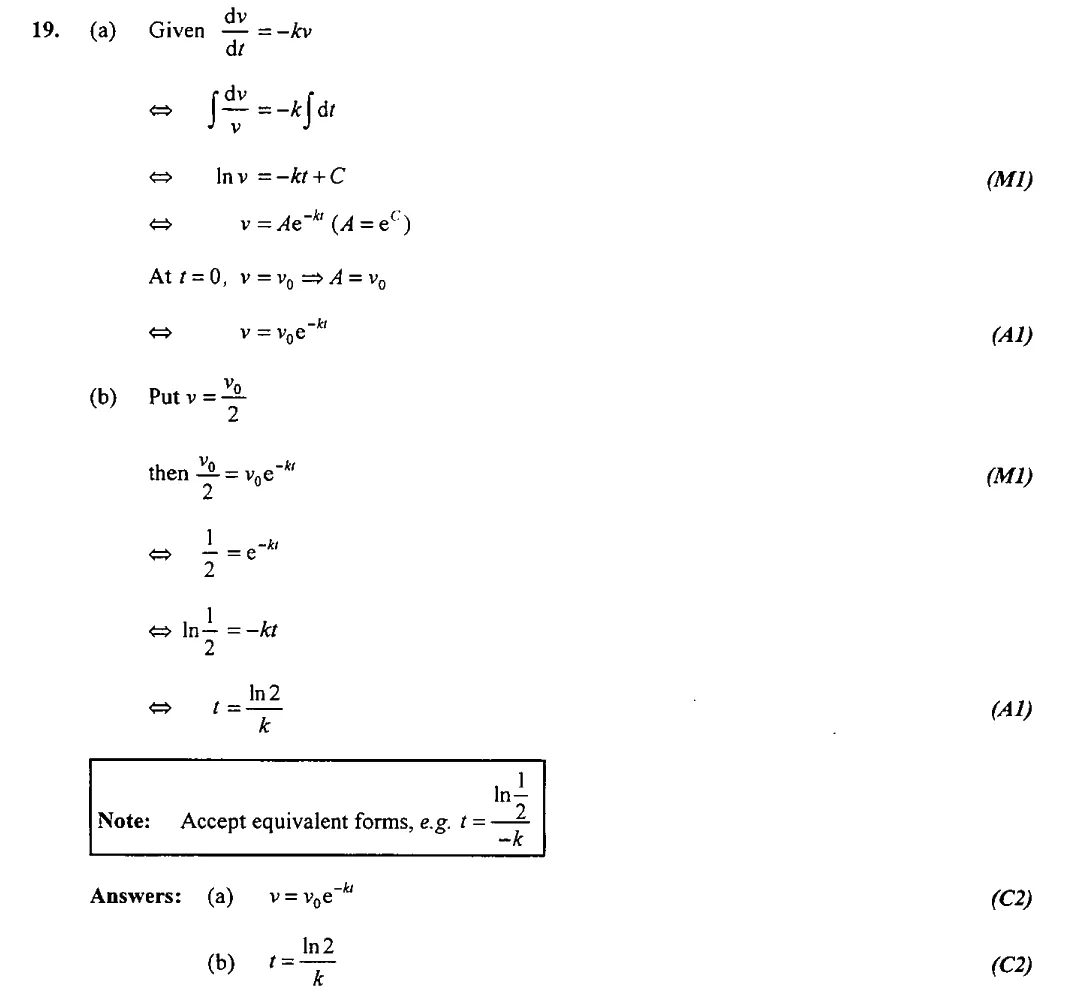 19. (a) Given dv/dt = −kv
⇔ ∫ dv/v = −k∫ dt
⇔ ln v = −kt + C (M1)
⇔ v = Ae^{−kt} (A = e^C)
At t = 0, v = v₀ ⇒ A = v₀
⇔ v = v₀e^{−kt} (A1)
(b) Put v = v₀/2
then v₀/2 = v₀e^{−kt} (M1)
⇔ 1/2 = e^{−kt}
⇔ ln 1/2 = −kt
⇔ t = ln 2/k (A1)
Note: Accept equivalent forms, e.g. t = ln 1/2 / −k
Answers: (a) v = v₀e^{−kt} (C2)
(b) t = ln 2/k (C2)